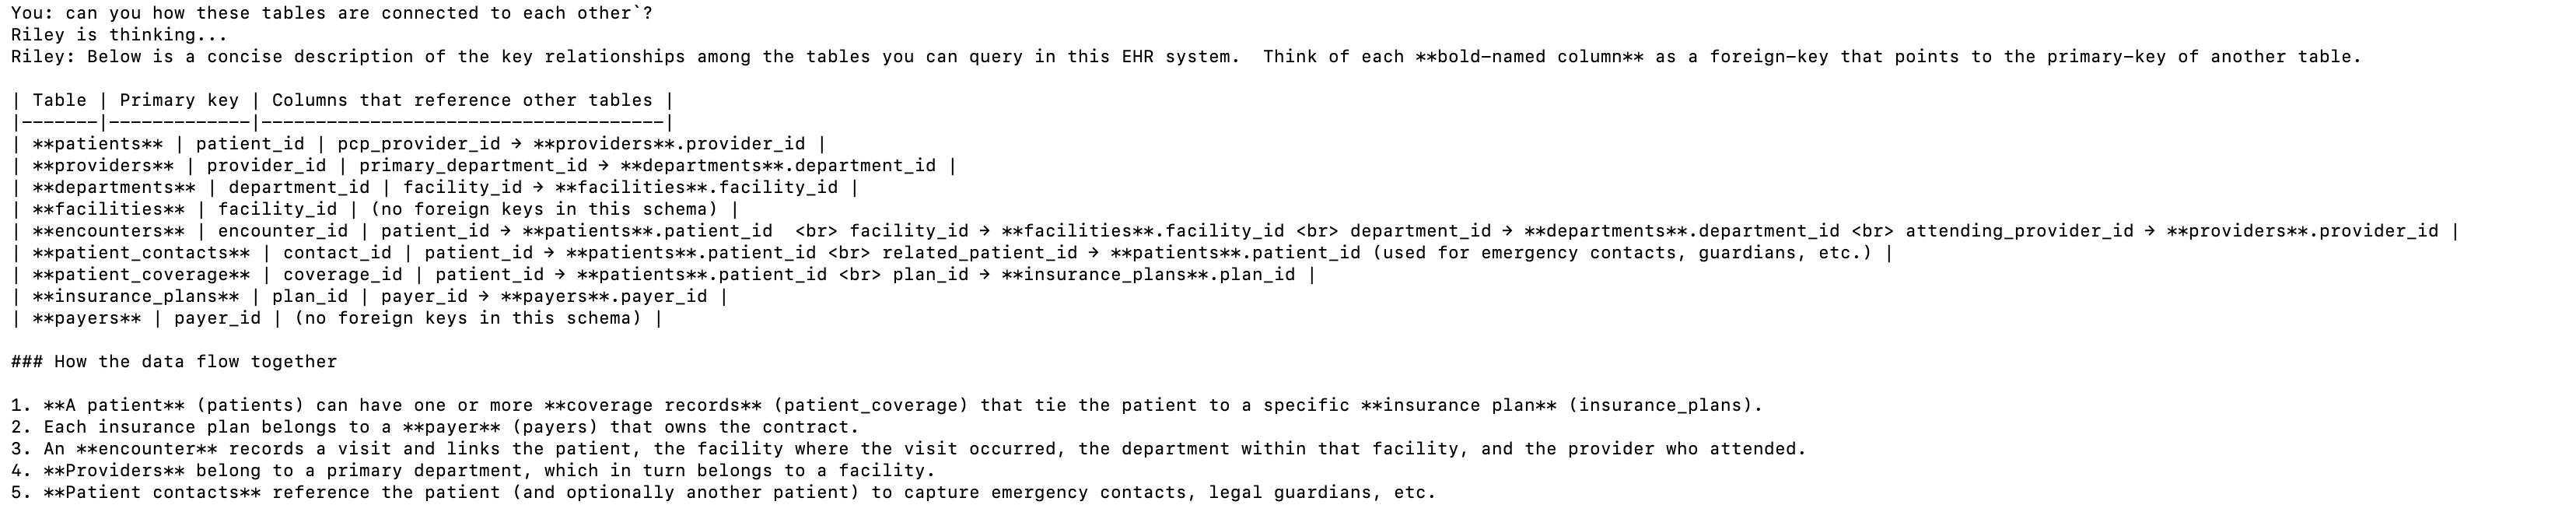 You: can you how these tables are connected to each other`?
Riley is thinking...
Riley: Below is a concise description of the key relationships among the tables you can query in this EHR system.  Think of each **bold-named column** as a foreign-key that points to the primary-key of another table.

| Table | Primary key | Columns that reference other tables |
|-------|-------------|-------------------------------------|
| **patients** | patient_id | pcp_provider_id → **providers**.provider_id |
| **providers** | provider_id | primary_department_id → **departments**.department_id |
| **departments** | department_id | facility_id → **facilities**.facility_id |
| **facilities** | facility_id | (no foreign keys in this schema) |
| **encounters** | encounter_id | patient_id → **patients**.patient_id  <br> facility_id → **facilities**.facility_id <br> department_id → **departments**.department_id <br> attending_provider_id → **providers**.provider_id |
| **patient_contacts** | contact_id | patient_id → **patients**.patient_id <br> related_patient_id → **patients**.patient_id (used for emergency contacts, guardians, etc.) |
| **patient_coverage** | coverage_id | patient_id → **patients**.patient_id <br> plan_id → **insurance_plans**.plan_id |
| **insurance_plans** | plan_id | payer_id → **payers**.payer_id |
| **payers** | payer_id | (no foreign keys in this schema) |

### How the data flow together

1. **A patient** (patients) can have one or more **coverage records** (patient_coverage) that tie the patient to a specific **insurance plan** (insurance_plans).
2. Each insurance plan belongs to a **payer** (payers) that owns the contract.
3. An **encounter** records a visit and links the patient, the facility where the visit occurred, the department within that facility, and the provider who attended.
4. **Providers** belong to a primary department, which in turn belongs to a facility.
5. **Patient contacts** reference the patient (and optionally another patient) to capture emergency contacts, legal guardians, etc.